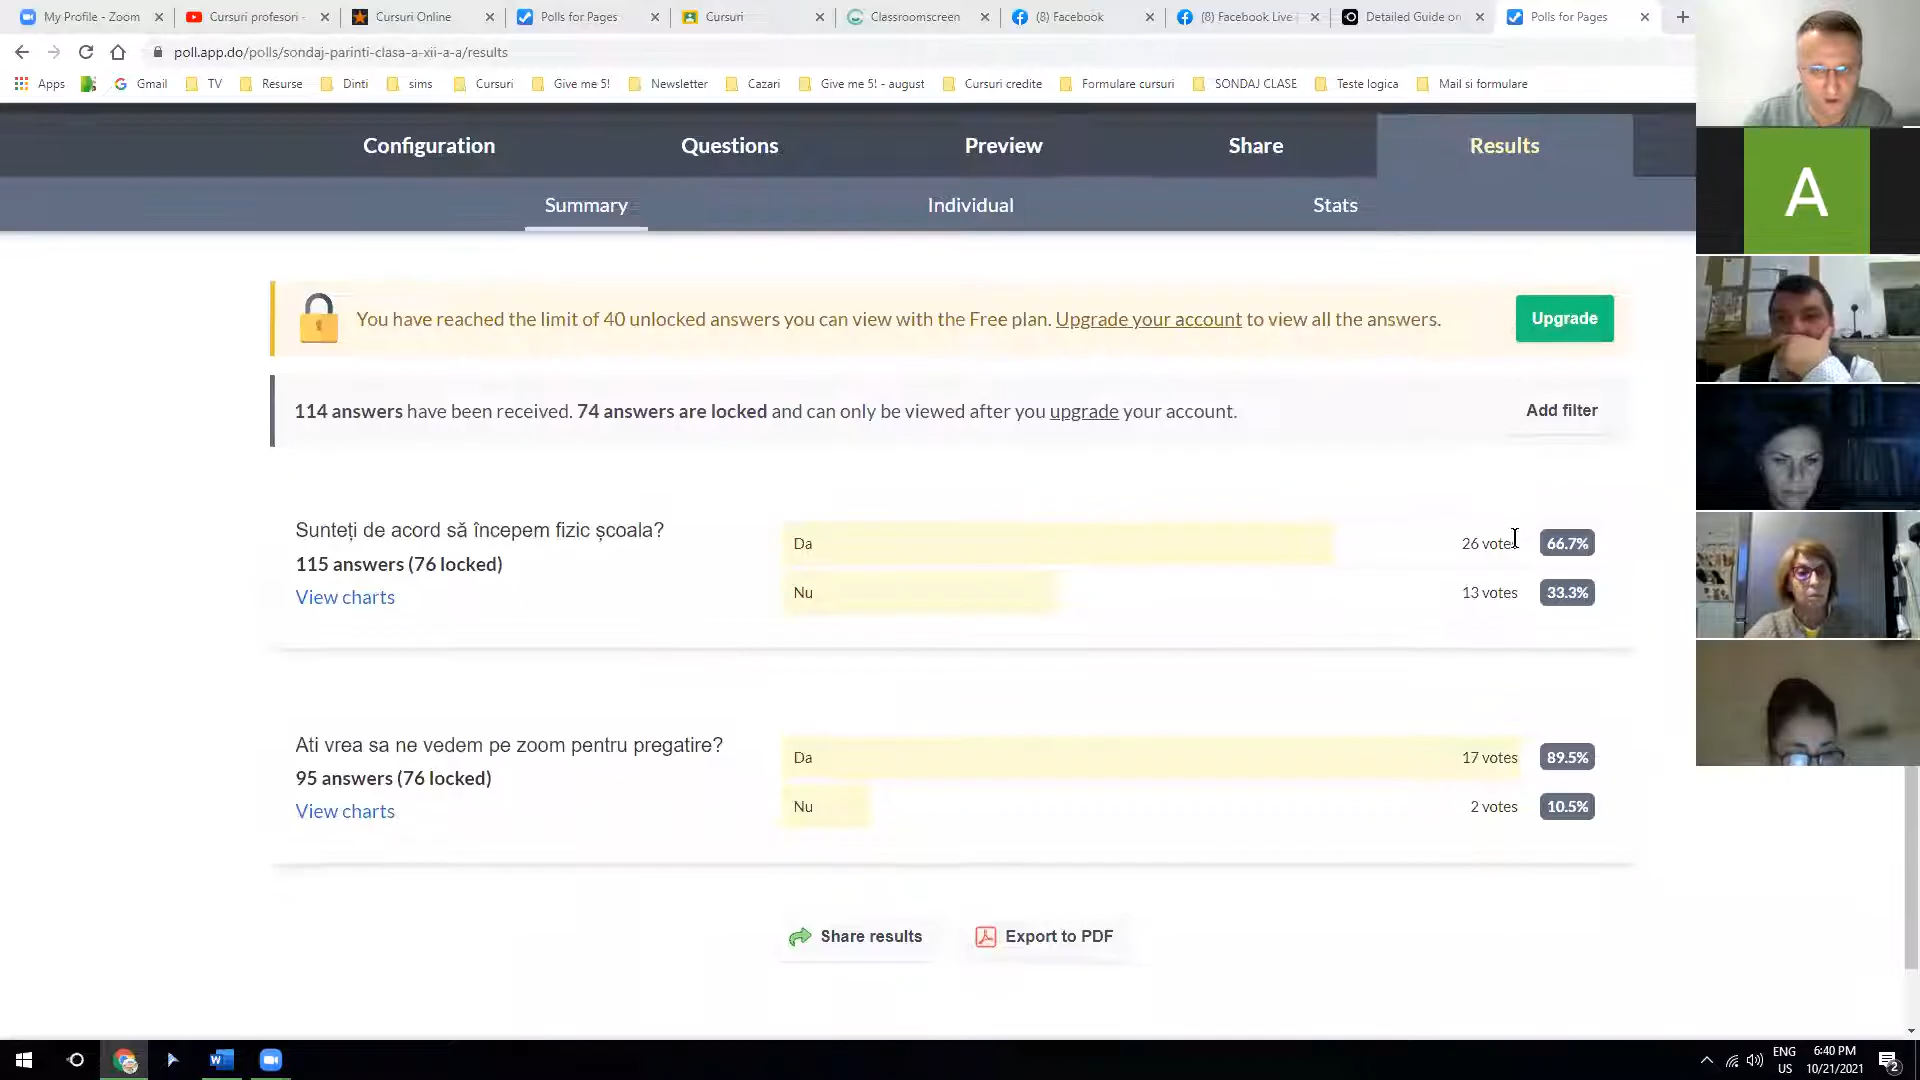 My Profile - Zoom
Cursuri profesori -
Cursuri Online
Polls for Pages
Cursuri
Classroomscreen
(8) Facebook
(8) Facebook Live
Detailed Guide on
Polls for Pages
poll.app.do/polls/sondaj-parinti-clasa-a-xii-a-a/results
Apps
Gmail
TV
Resurse
Dinti
sims
Cursuri
Give me 5!
Newsletter
Cazari
Give me 5! - august
Cursuri credite
Formulare cursuri
SONDAJ CLASE
Teste logica
Mail si formulare
Configuration
Questions
Preview
Share
Results
Summary
Individual
Stats
You have reached the limit of 40 unlocked answers you can view with the Free plan. Upgrade your account to view all the answers.
Upgrade
114 answers have been received. 74 answers are locked and can only be viewed after you upgrade your account.
Add filter
Sunteți de acord să începem fizic școala?
115 answers (76 locked)
View charts
Da
26 votes
66.7%
Nu
13 votes
33.3%
Ati vrea sa ne vedem pe zoom pentru pregatire?
95 answers (76 locked)
View charts
Da
17 votes
89.5%
Nu
2 votes
10.5%
Share results
Export to PDF
A
ENG
US
6:40 PM
10/21/2021
2